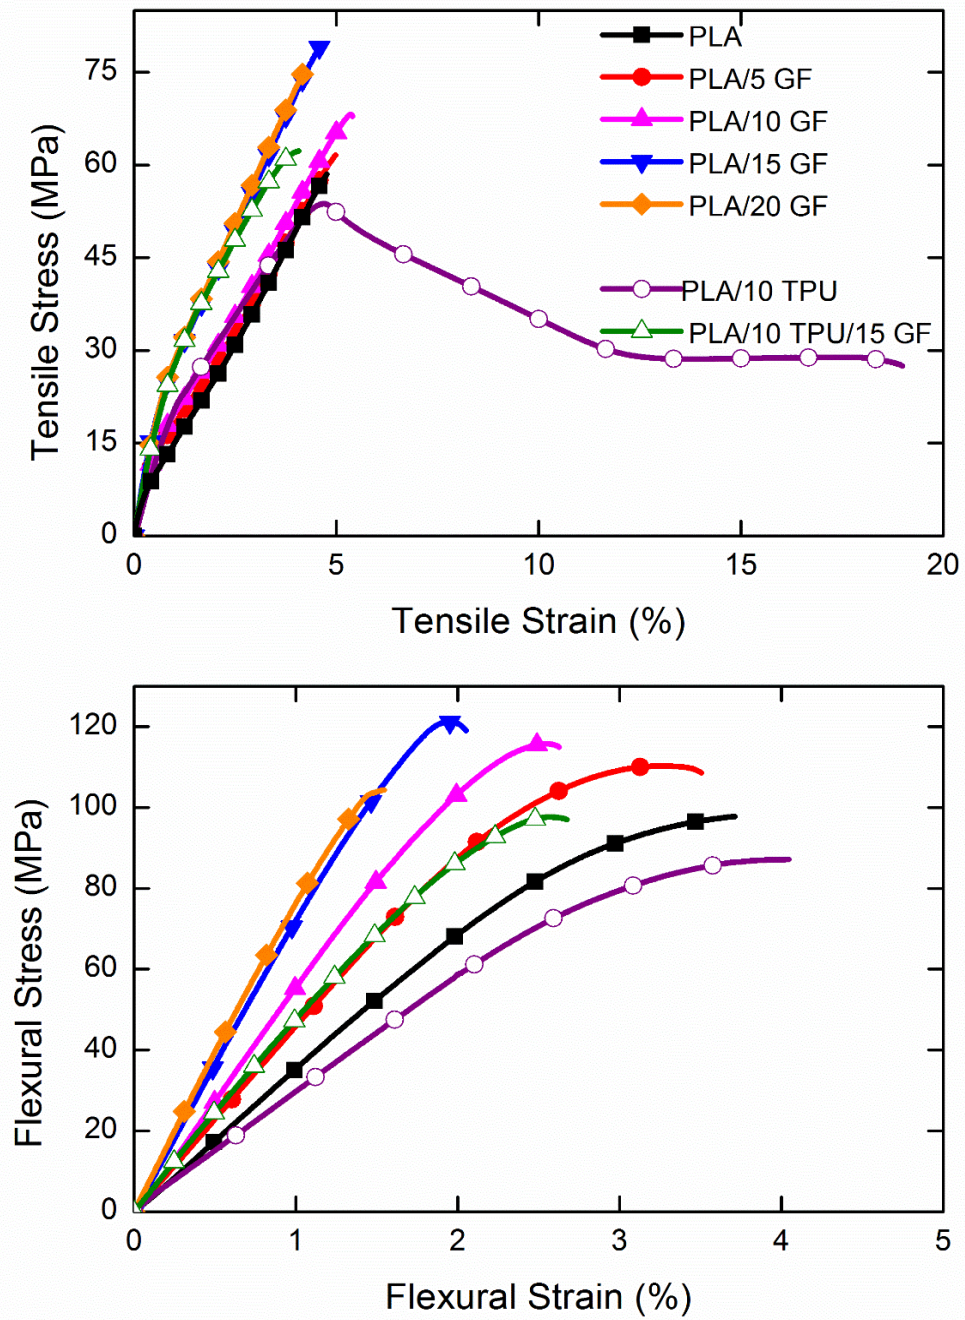 PLA
PLA/5 GF
PLA/10 GF
PLA/15 GF
PLA/20 GF
PLA/10 TPU
PLA/10 TPU/15 GF
75
60
45
30
15
0
0 5 10 15 20
Tensile Stress (MPa)
Tensile Strain (%)
120
100
80
60
40
20
0
0 1 2 3 4 5
Flexural Stress (MPa)
Flexural Strain (%)